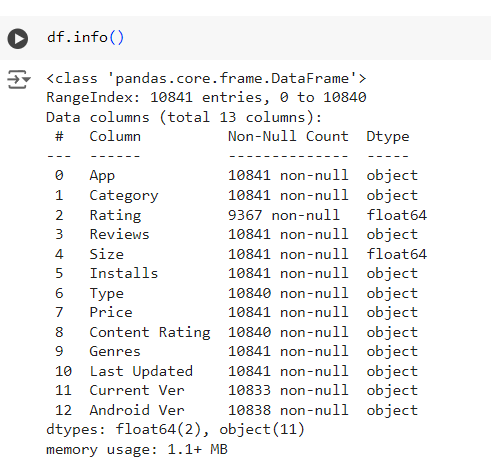 df.info()
<class 'pandas.core.frame.DataFrame'>
RangeIndex: 10841 entries, 0 to 10840
Data columns (total 13 columns):
 #   Column          Non-Null Count  Dtype
---  ------          --------------  -----
 0   App             10841 non-null  object
 1   Category        10841 non-null  object
 2   Rating          9367 non-null   float64
 3   Reviews         10841 non-null  object
 4   Size            10841 non-null  float64
 5   Installs        10841 non-null  object
 6   Type            10840 non-null  object
 7   Price           10841 non-null  object
 8   Content Rating  10840 non-null  object
 9   Genres          10841 non-null  object
 10  Last Updated    10841 non-null  object
 11  Current Ver     10833 non-null  object
 12  Android Ver     10838 non-null  object
dtypes: float64(2), object(11)
memory usage: 1.1+ MB